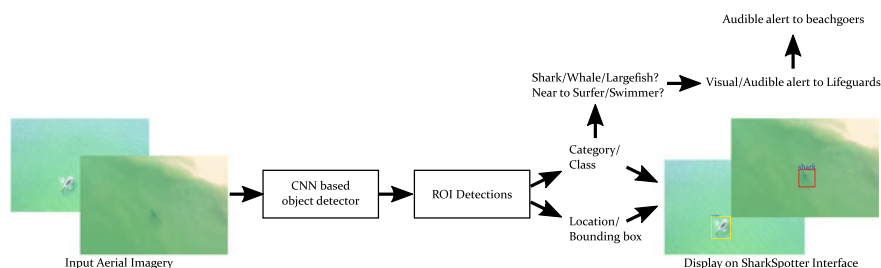 Audible alert to beachgoers
Shark/Whale/Largefish?
Near to Surfer/Swimmer?
Visual/Audible alert to Lifeguards
Category/
Class
CNN based
object detector
ROI Detections
Location/
Bounding box
shark
Input Aerial Imagery
Display on SharkSpotter Interface